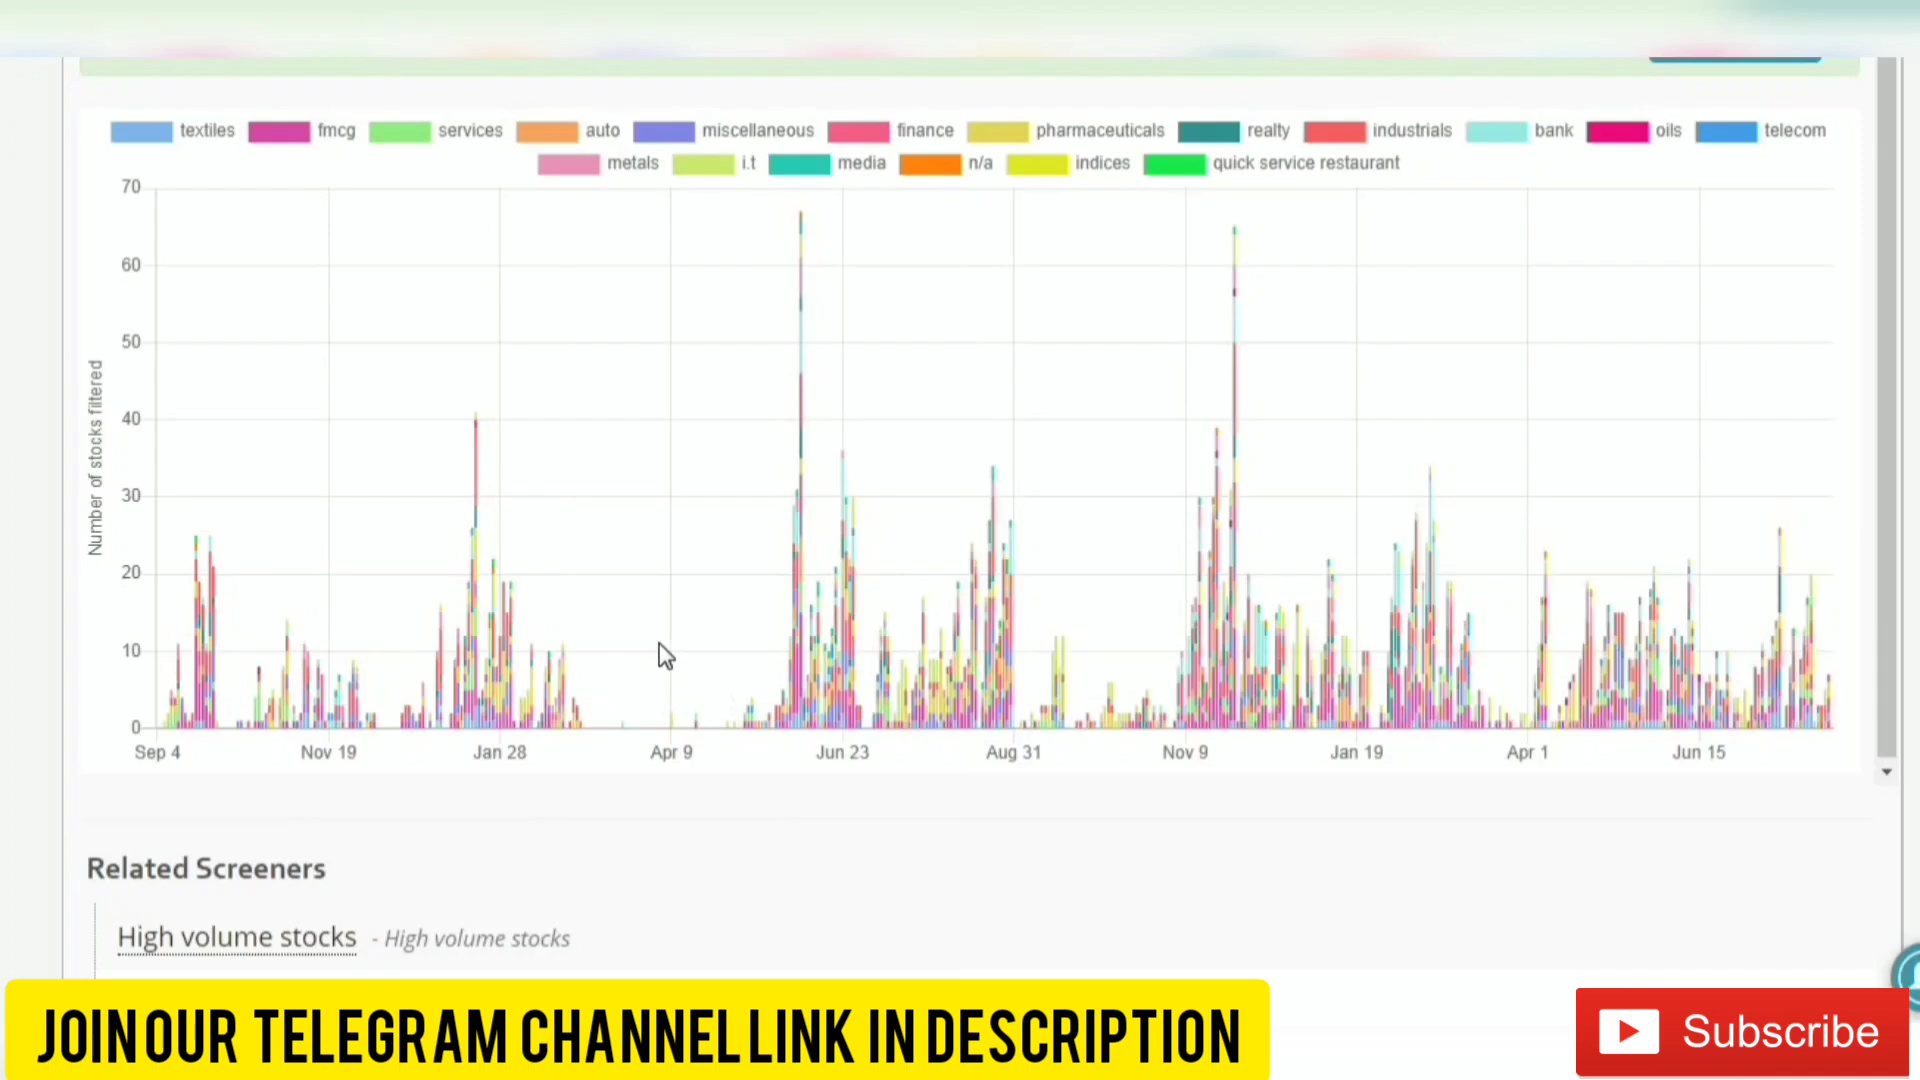 textiles fmcg services auto miscellaneous finance pharmaceuticals realty industrials bank oils telecom
metals i.t media n/a indices quick service restaurant
70
60
50
40
30
20
10
0
Number of stocks filtered
Sep 4 Nov 19 Jan 28 Apr 9 Jun 23 Aug 31 Nov 9 Jan 19 Apr 1 Jun 15
Related Screeners
High volume stocks - High volume stocks
JOIN OUR TELEGRAM CHANNEL LINK IN DESCRIPTION
Subscribe